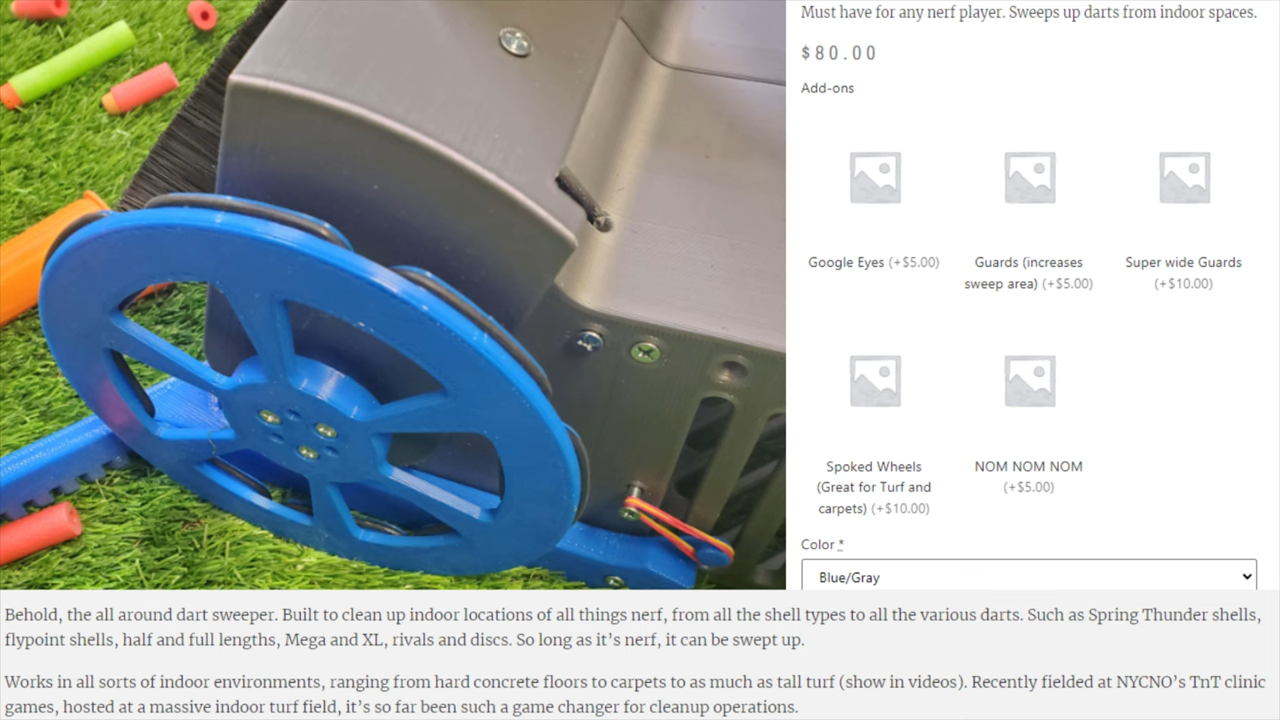 Must have for any nerf player. Sweeps up darts from indoor spaces.
$80.00
Add-ons
Google Eyes (+$5.00)
Guards (increases
sweep area) (+$5.00)
Super wide Guards
(+$10.00)
Spoked Wheels
(Great for Turf and
carpets) (+$10.00)
NOM NOM NOM
(+$5.00)
Color *
Blue/Gray
Behold, the all around dart sweeper. Built to clean up indoor locations of all things nerf, from all the shell types to all the various darts. Such as Spring Thunder shells,
flypoint shells, half and full lengths, Mega and XL, rivals and discs. So long as it's nerf, it can be swept up.
Works in all sorts of indoor environments, ranging from hard concrete floors to carpets to as much as tall turf (show in videos). Recently fielded at NYCNO's TnT clinic
games, hosted at a massive indoor turf field, it's so far been such a game changer for cleanup operations.